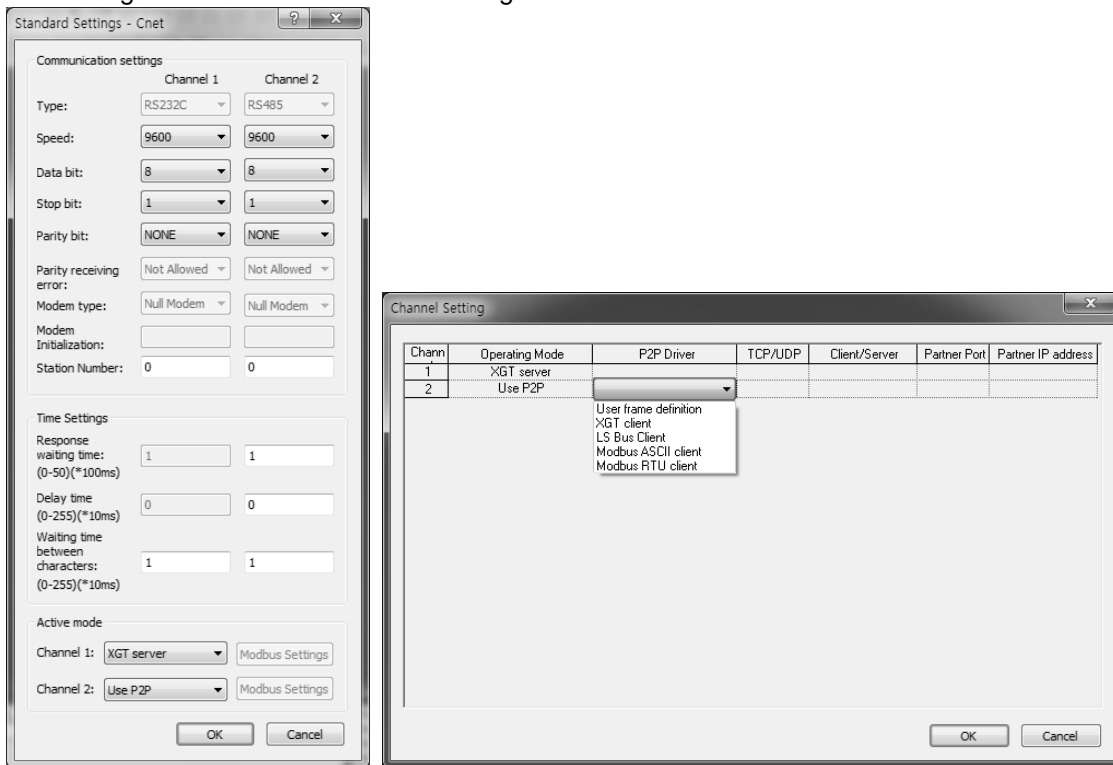 Standard Settings - Cnet
Communication settings
Channel 1 Channel 2
Type: RS232C RS485
Speed: 9600 9600
Data bit: 8 8
Stop bit: 1 1
Parity bit: NONE NONE
Parity receiving error: Not Allowed Not Allowed
Modem type: Null Modem Null Modem
Modem
Initialization:
Station Number: 0 0
Time Settings
Response
waiting time: 1 1
(0-50)(*100ms)
Delay time 0 0
(0-255)(*10ms)
Waiting time
between
characters: 1 1
(0-255)(*10ms)
Active mode
Channel 1: XGT server Modbus Settings
Channel 2: Use P2P Modbus Settings
OK Cancel
Channel Setting
Chann Operating Mode P2P Driver TCP/UDP Client/Server Partner Port Partner IP address
1 XGT server
2 Use P2P
User frame definition
XGT client
LS Bus Client
Modbus ASCII client
Modbus RTU client
OK Cancel